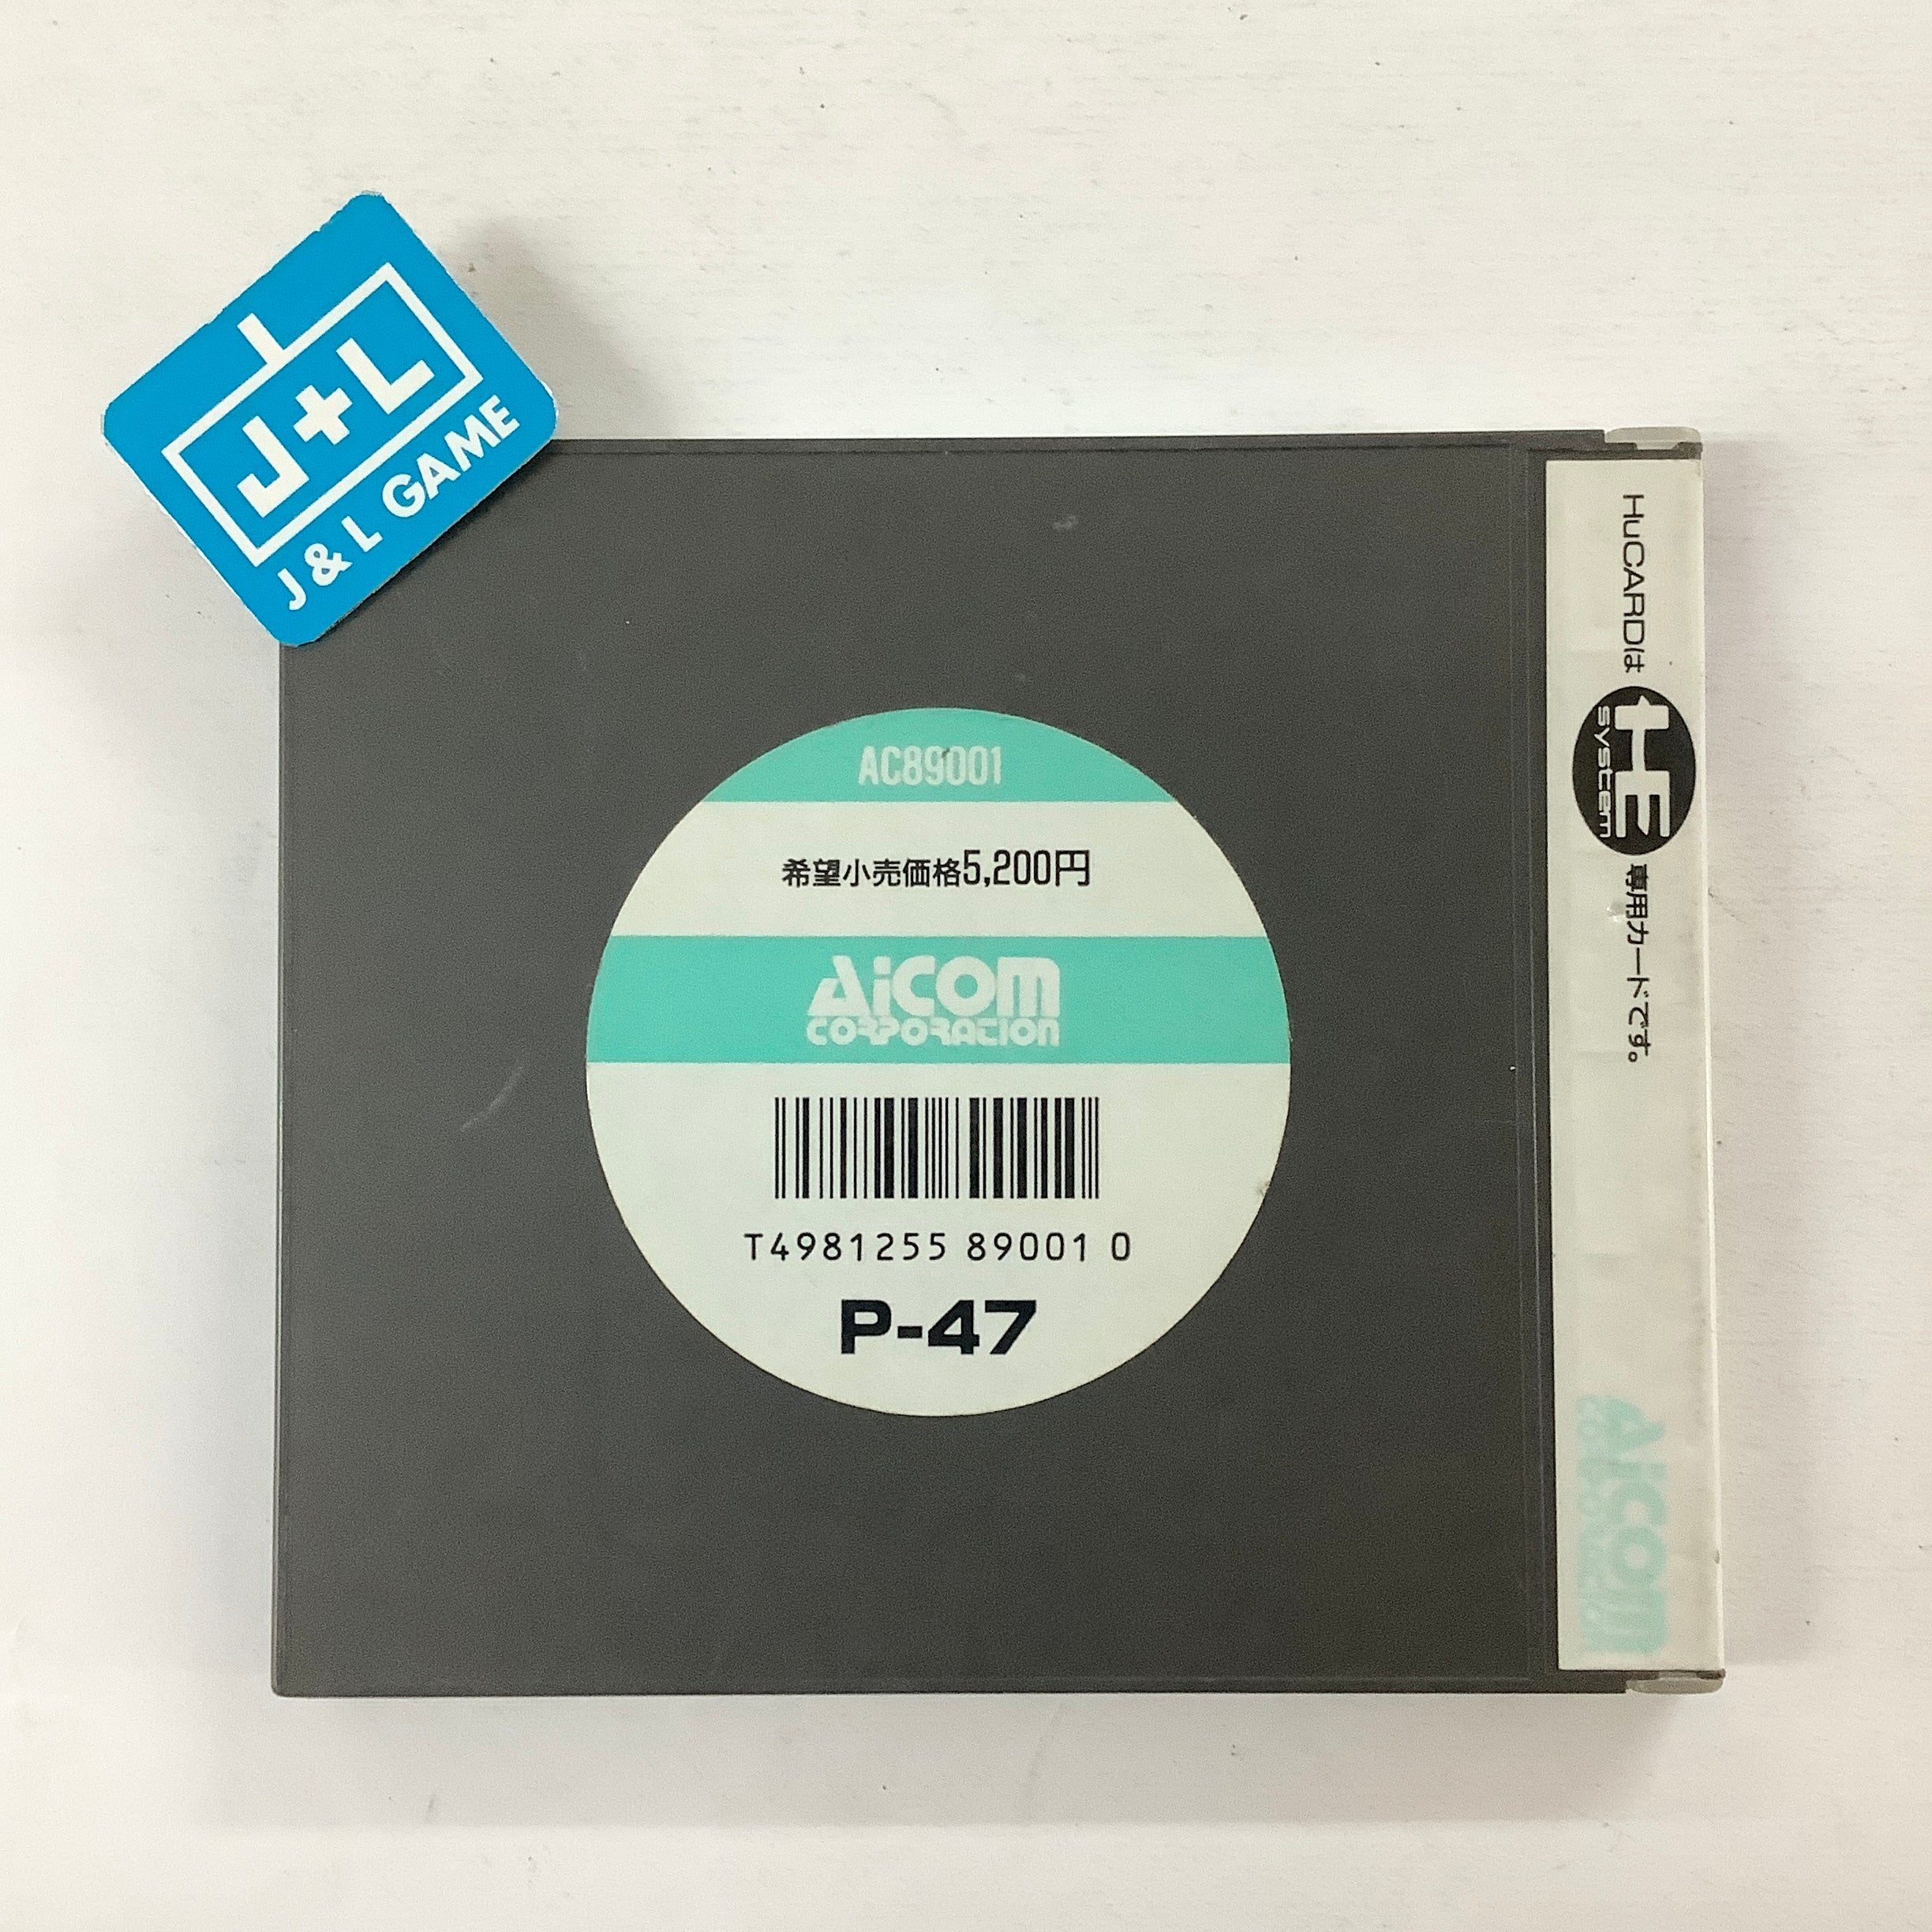 J+L
J & L GAME
AC89001
希望小売価格5,200円
AiCOM
CORPORATION
T4981255 89001 0
P-47
HuCARDは
HE
system
専用カードです。
AiCOM
CORPORATION